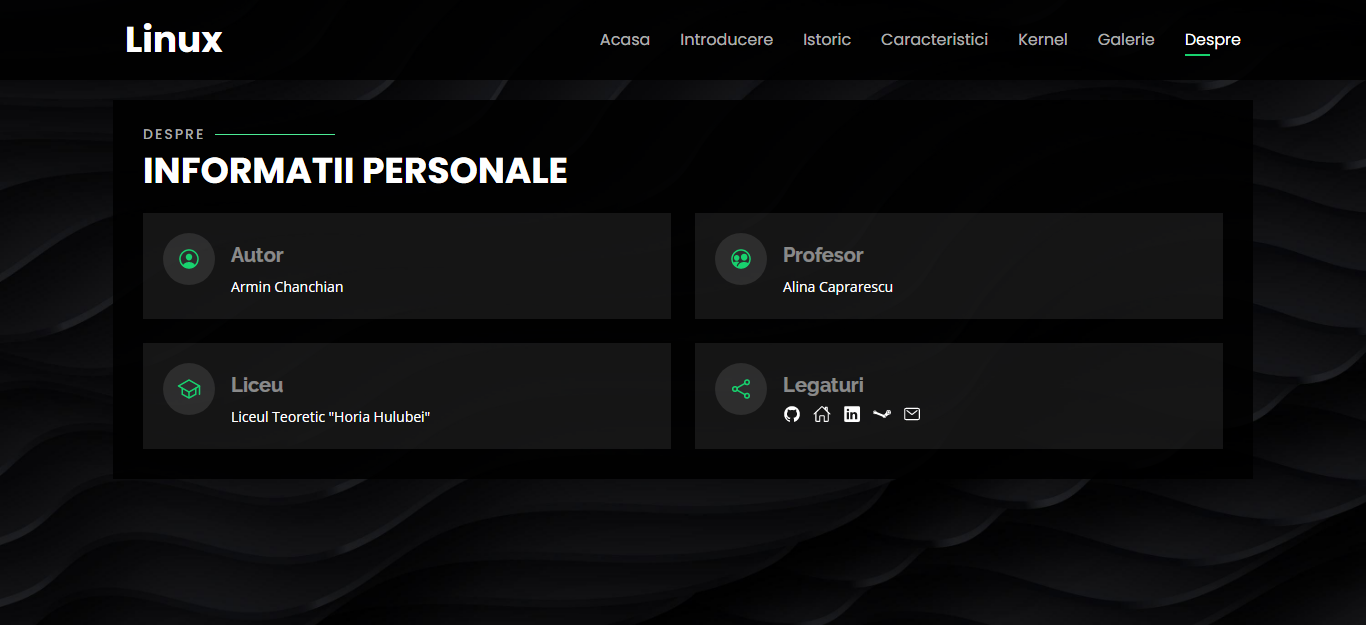 Linux
Acasa Introducere Istoric Caracteristici Kernel Galerie Despre
DESPRE
INFORMATII PERSONALE
Autor
Armin Chanchian
Profesor
Alina Caprarescu
Liceu
Liceul Teoretic "Horia Hulubei"
Legaturi